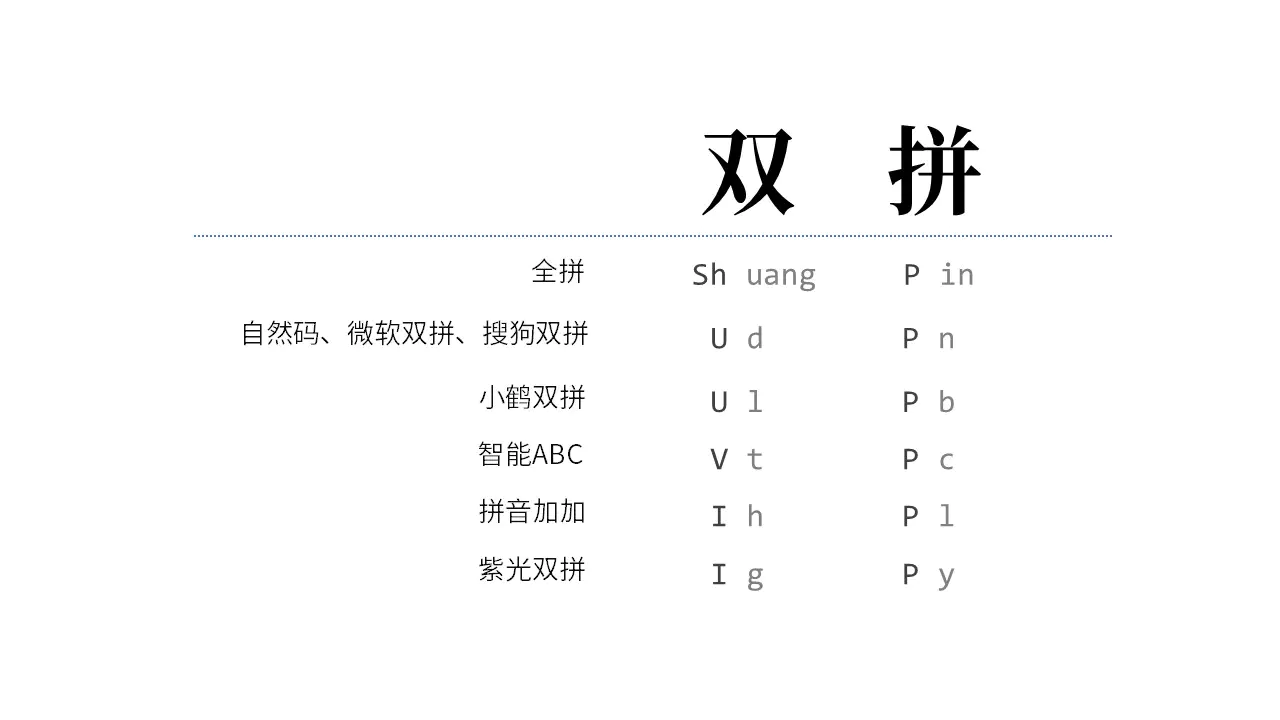 双 拼
全拼 Sh uang P in
自然码、微软双拼、搜狗双拼 U d P n
小鹤双拼 U l P b
智能ABC V t P c
拼音加加 I h P l
紫光双拼 I g P y